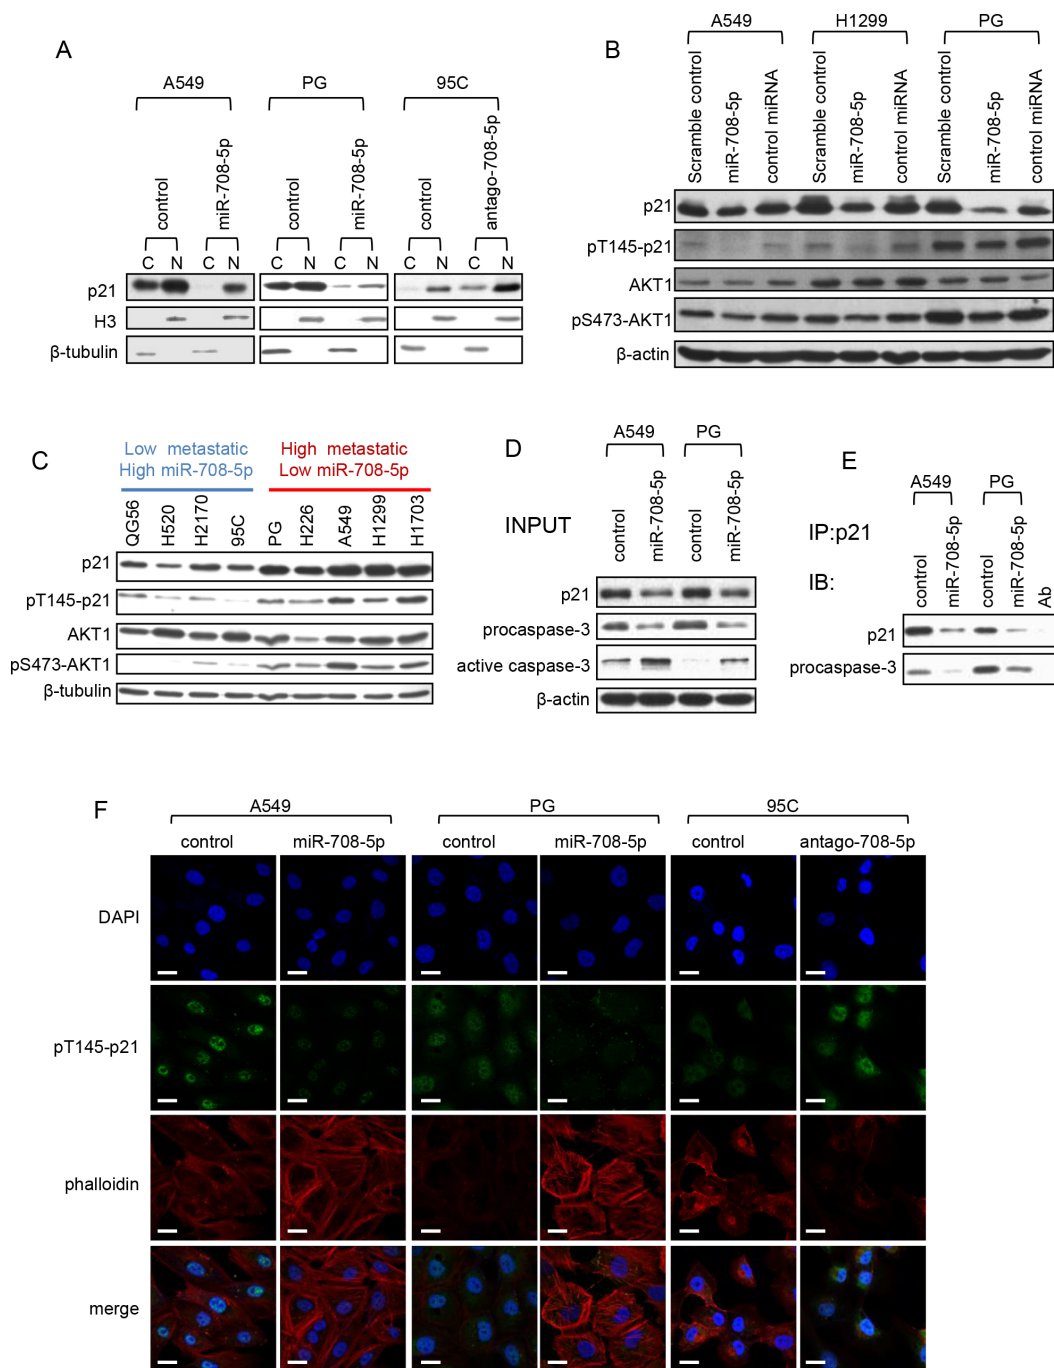 A
A549
PG
95C
control
miR-708-5p
control
miR-708-5p
control
antago-708-5p
C N C N C N C N C N C N
p21
H3
β-tubulin
B
A549
H1299
PG
Scramble control
miR-708-5p
control miRNA
Scramble control
miR-708-5p
control miRNA
Scramble control
miR-708-5p
control miRNA
p21
pT145-p21
AKT1
pS473-AKT1
β-actin
C
Low metastatic
High miR-708-5p
High metastatic
Low miR-708-5p
QG56
H520
H2170
95C
PG
H226
A549
H1299
H1703
p21
pT145-p21
AKT1
pS473-AKT1
β-tubulin
D
A549
PG
INPUT
control
miR-708-5p
control
miR-708-5p
p21
procaspase-3
active caspase-3
β-actin
E
A549
PG
IP:p21
IB:
control
miR-708-5p
control
miR-708-5p
Ab
p21
procaspase-3
F
A549
PG
95C
control
miR-708-5p
control
miR-708-5p
control
antago-708-5p
DAPI
pT145-p21
phalloidin
merge